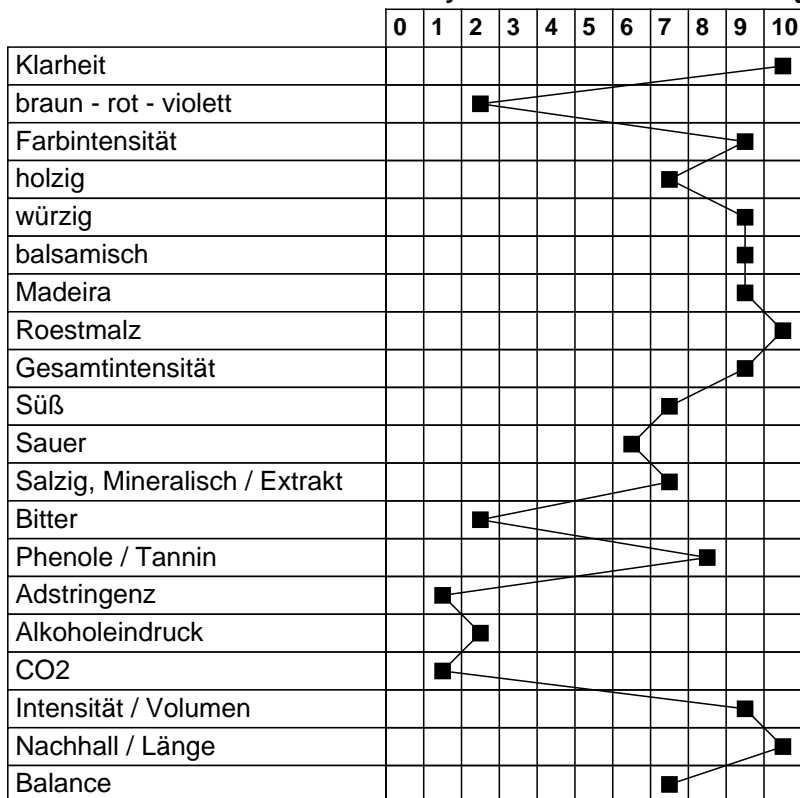 0 1 2 3 4 5 6 7 8 9 10
Klarheit
braun - rot - violett
Farbintensität
holzig
würzig
balsamisch
Madeira
Roestmalz
Gesamtintensität
Süß
Sauer
Salzig, Mineralisch / Extrakt
Bitter
Phenole / Tannin
Adstringenz
Alkoholeindruck
CO2
Intensität / Volumen
Nachhall / Länge
Balance